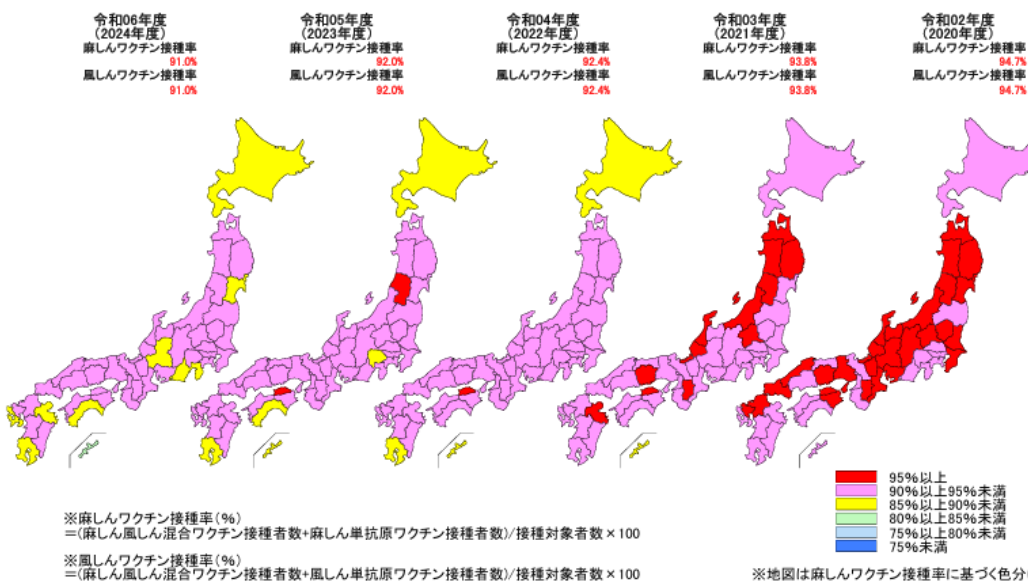 令和06年度
(2024年度)
麻しんワクチン接種率
91.0%
風しんワクチン接種率
91.0%
令和05年度
(2023年度)
麻しんワクチン接種率
92.0%
風しんワクチン接種率
92.0%
令和04年度
(2022年度)
麻しんワクチン接種率
92.4%
風しんワクチン接種率
92.4%
令和03年度
(2021年度)
麻しんワクチン接種率
93.8%
風しんワクチン接種率
93.8%
令和02年度
(2020年度)
麻しんワクチン接種率
94.7%
風しんワクチン接種率
94.7%
95%以上
90%以上95%未満
85%以上90%未満
80%以上85%未満
75%以上80%未満
75%未満
※麻しんワクチン接種率(%)
=(麻しん風しん混合ワクチン接種者数+麻しん単抗原ワクチン接種者数)/接種対象者数×100
※風しんワクチン接種率(%)
=(麻しん風しん混合ワクチン接種者数+風しん単抗原ワクチン接種者数)/接種対象者数×100
※地図は麻しんワクチン接種率に基づく色分